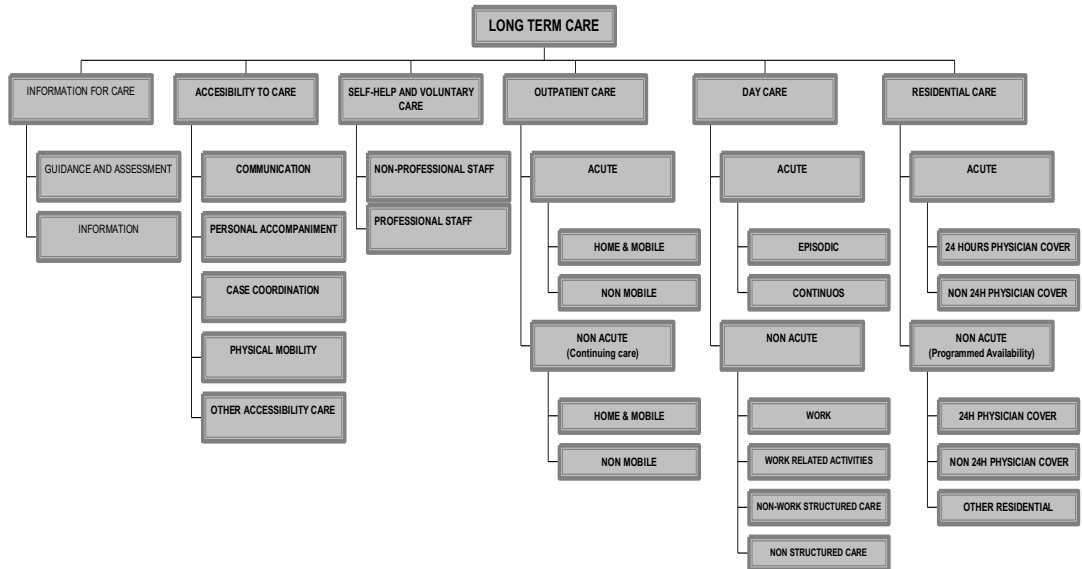 LONG TERM CARE
INFORMATION FOR CARE
GUIDANCE AND ASSESSMENT
INFORMATION
ACCESIBILITY TO CARE
COMMUNICATION
PERSONAL ACCOMPANIMENT
CASE COORDINATION
PHYSICAL MOBILITY
OTHER ACCESSIBILITY CARE
SELF-HELP AND VOLUNTARY
CARE
NON-PROFESSIONAL STAFF
PROFESSIONAL STAFF
OUTPATIENT CARE
ACUTE
HOME & MOBILE
NON MOBILE
NON ACUTE
(Continuing care)
HOME & MOBILE
NON MOBILE
DAY CARE
ACUTE
EPISODIC
CONTINUOS
NON ACUTE
WORK
WORK RELATED ACTIVITIES
NON-WORK STRUCTURED CARE
NON STRUCTURED CARE
RESIDENTIAL CARE
ACUTE
24 HOURS PHYSICIAN COVER
NON 24H PHYSICIAN COVER
NON ACUTE
(Programmed Availability)
24H PHYSICIAN COVER
NON 24H PHYSICIAN COVER
OTHER RESIDENTIAL